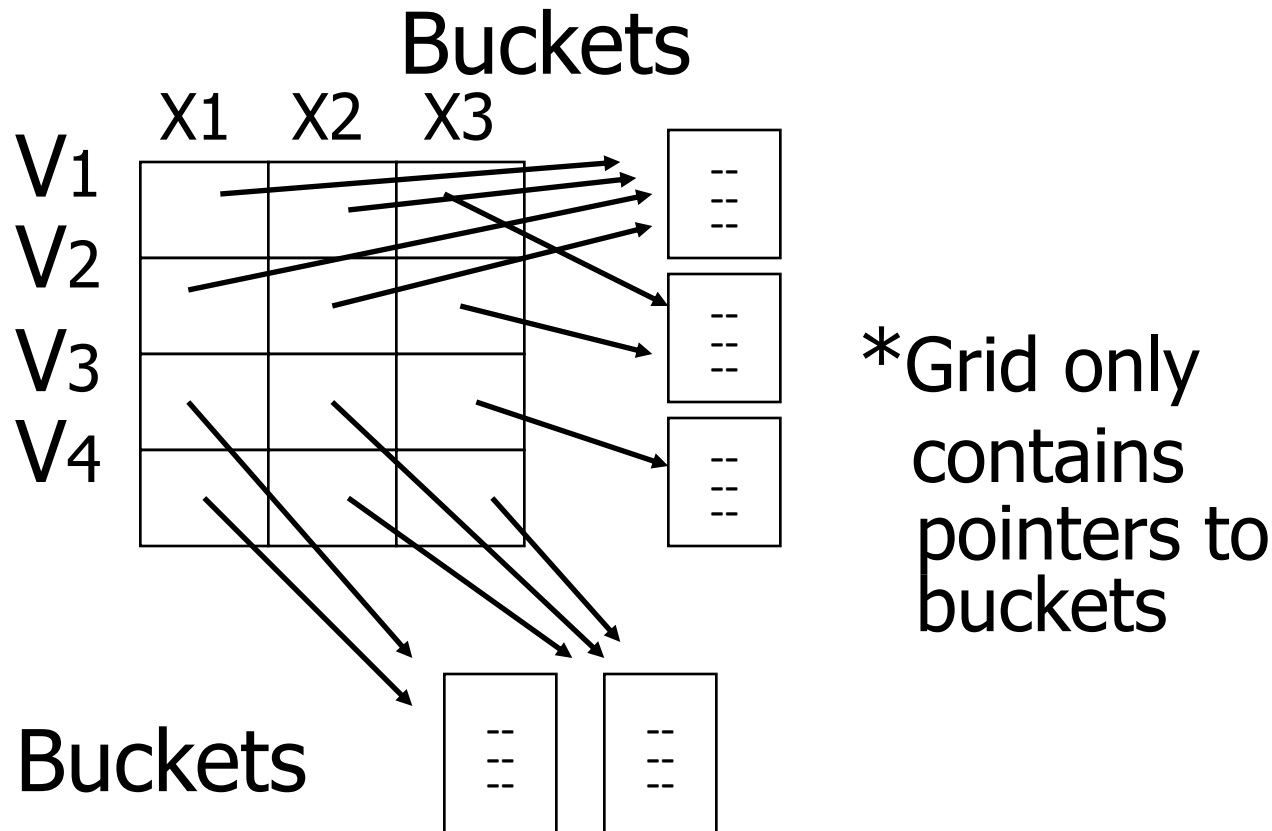 Buckets
X1 X2 X3
V1
V2
V3
V4
--
--
--
--
--
--
--
--
--
*Grid only
contains
pointers to
buckets
Buckets
-- --
-- --
-- --